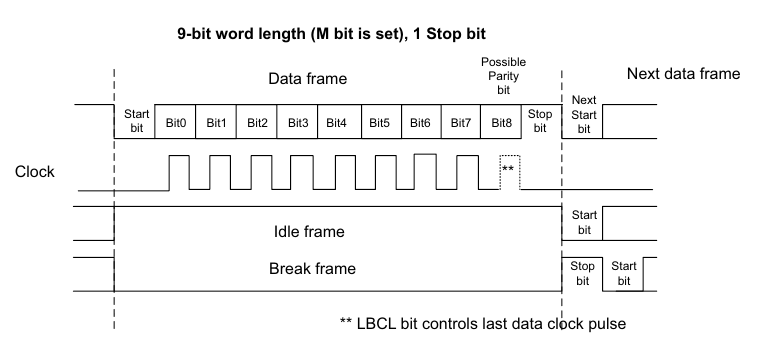 9-bit word length (M bit is set), 1 Stop bit
Possible
Parity
bit
Data frame
Next data frame
Start
bit
Bit0
Bit1
Bit2
Bit3
Bit4
Bit5
Bit6
Bit7
Bit8
Stop
bit
Next
Start
bit
Clock
**
Idle frame
Start
bit
Break frame
Stop
bit
Start
bit
** LBCL bit controls last data clock pulse